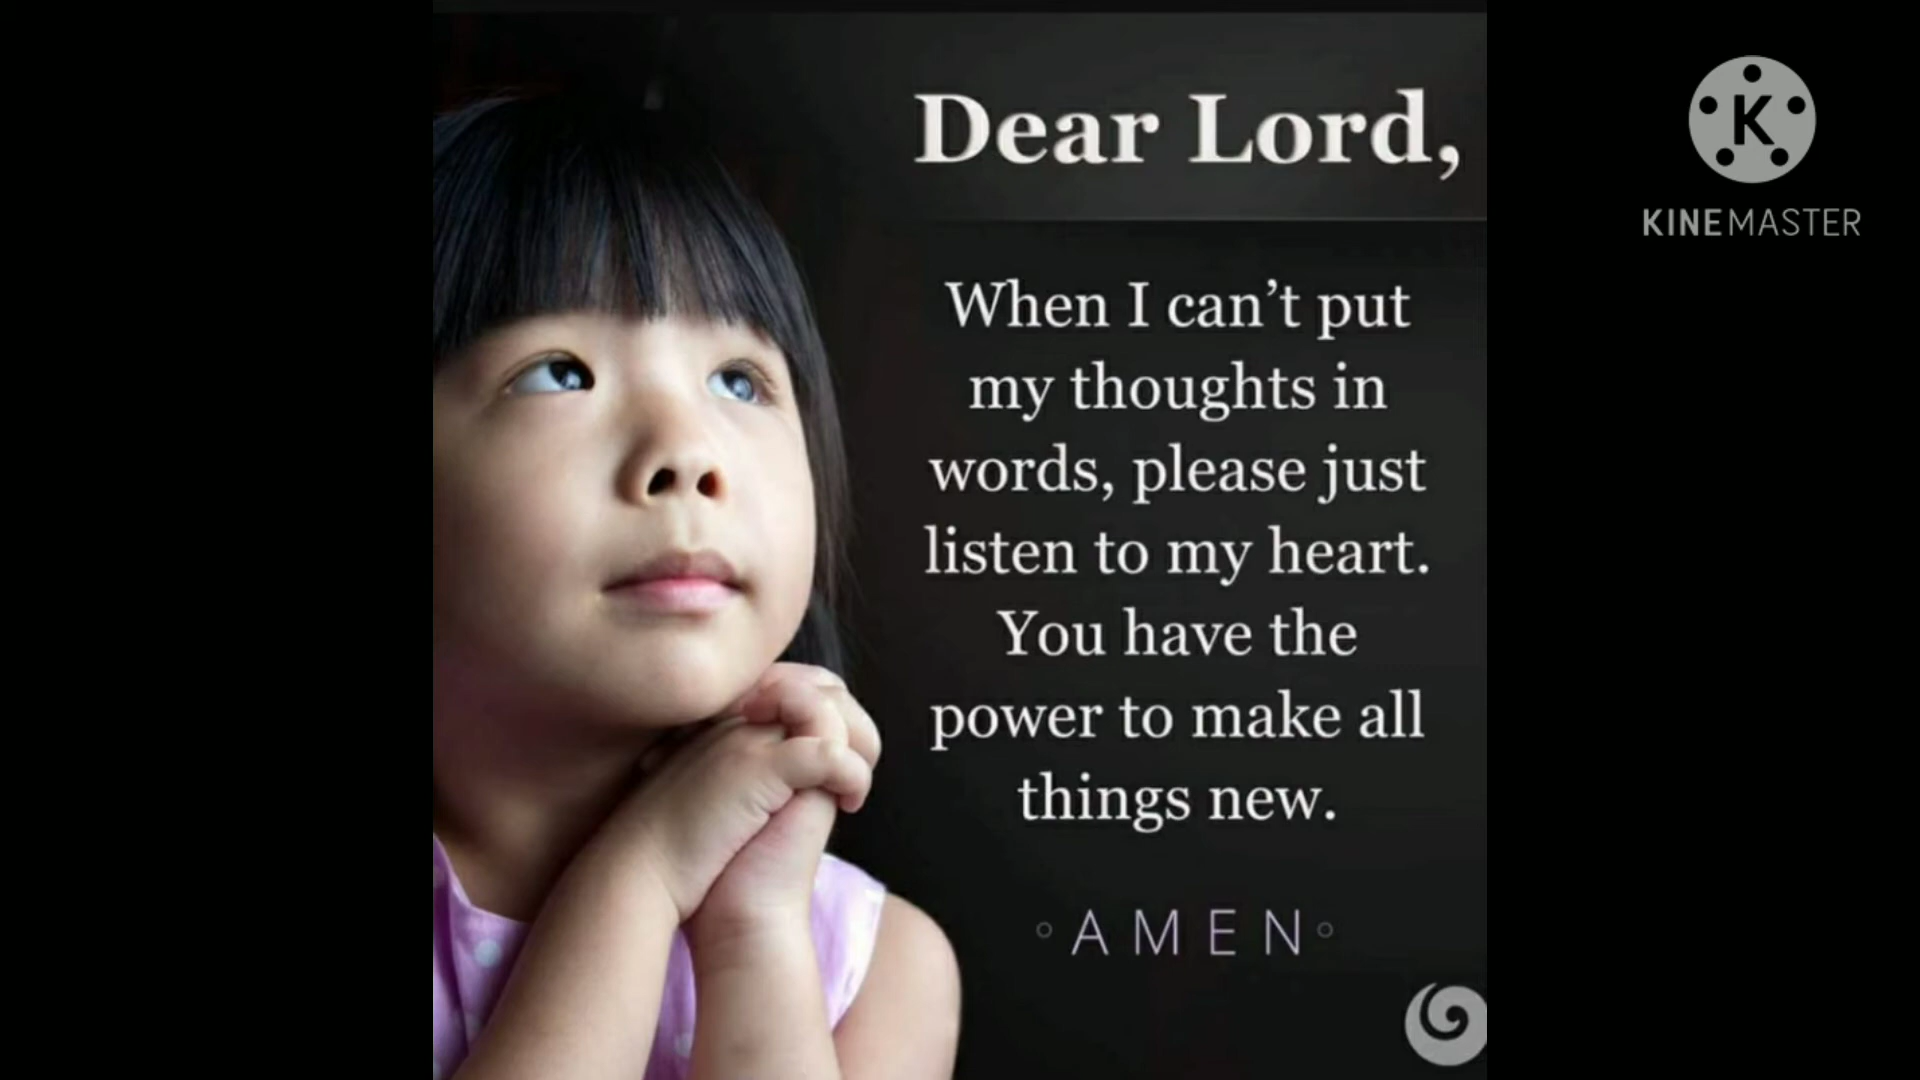 Dear Lord,
When I can’t put
my thoughts in
words, please just
listen to my heart.
You have the
power to make all
things new.
◦AMEN◦
K
KINEMASTER